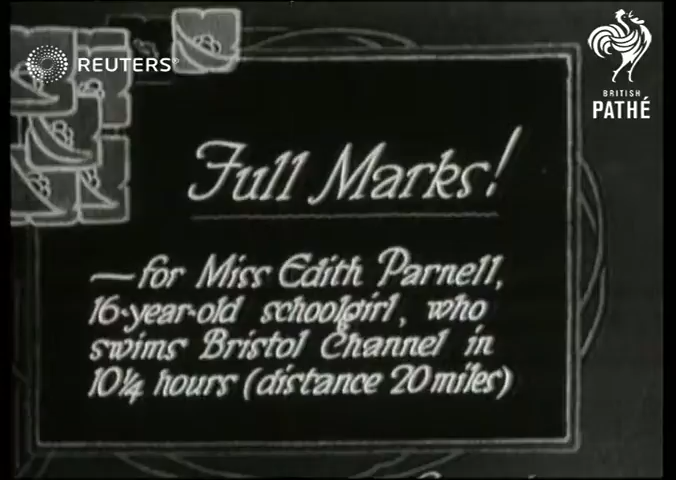 REUTERS
BRITISH
PATHÉ
Full Marks!
—for Miss Edith Parnell,
16-year-old schoolgirl, who
swims Bristol Channel in
10¼ hours (distance 20 miles)